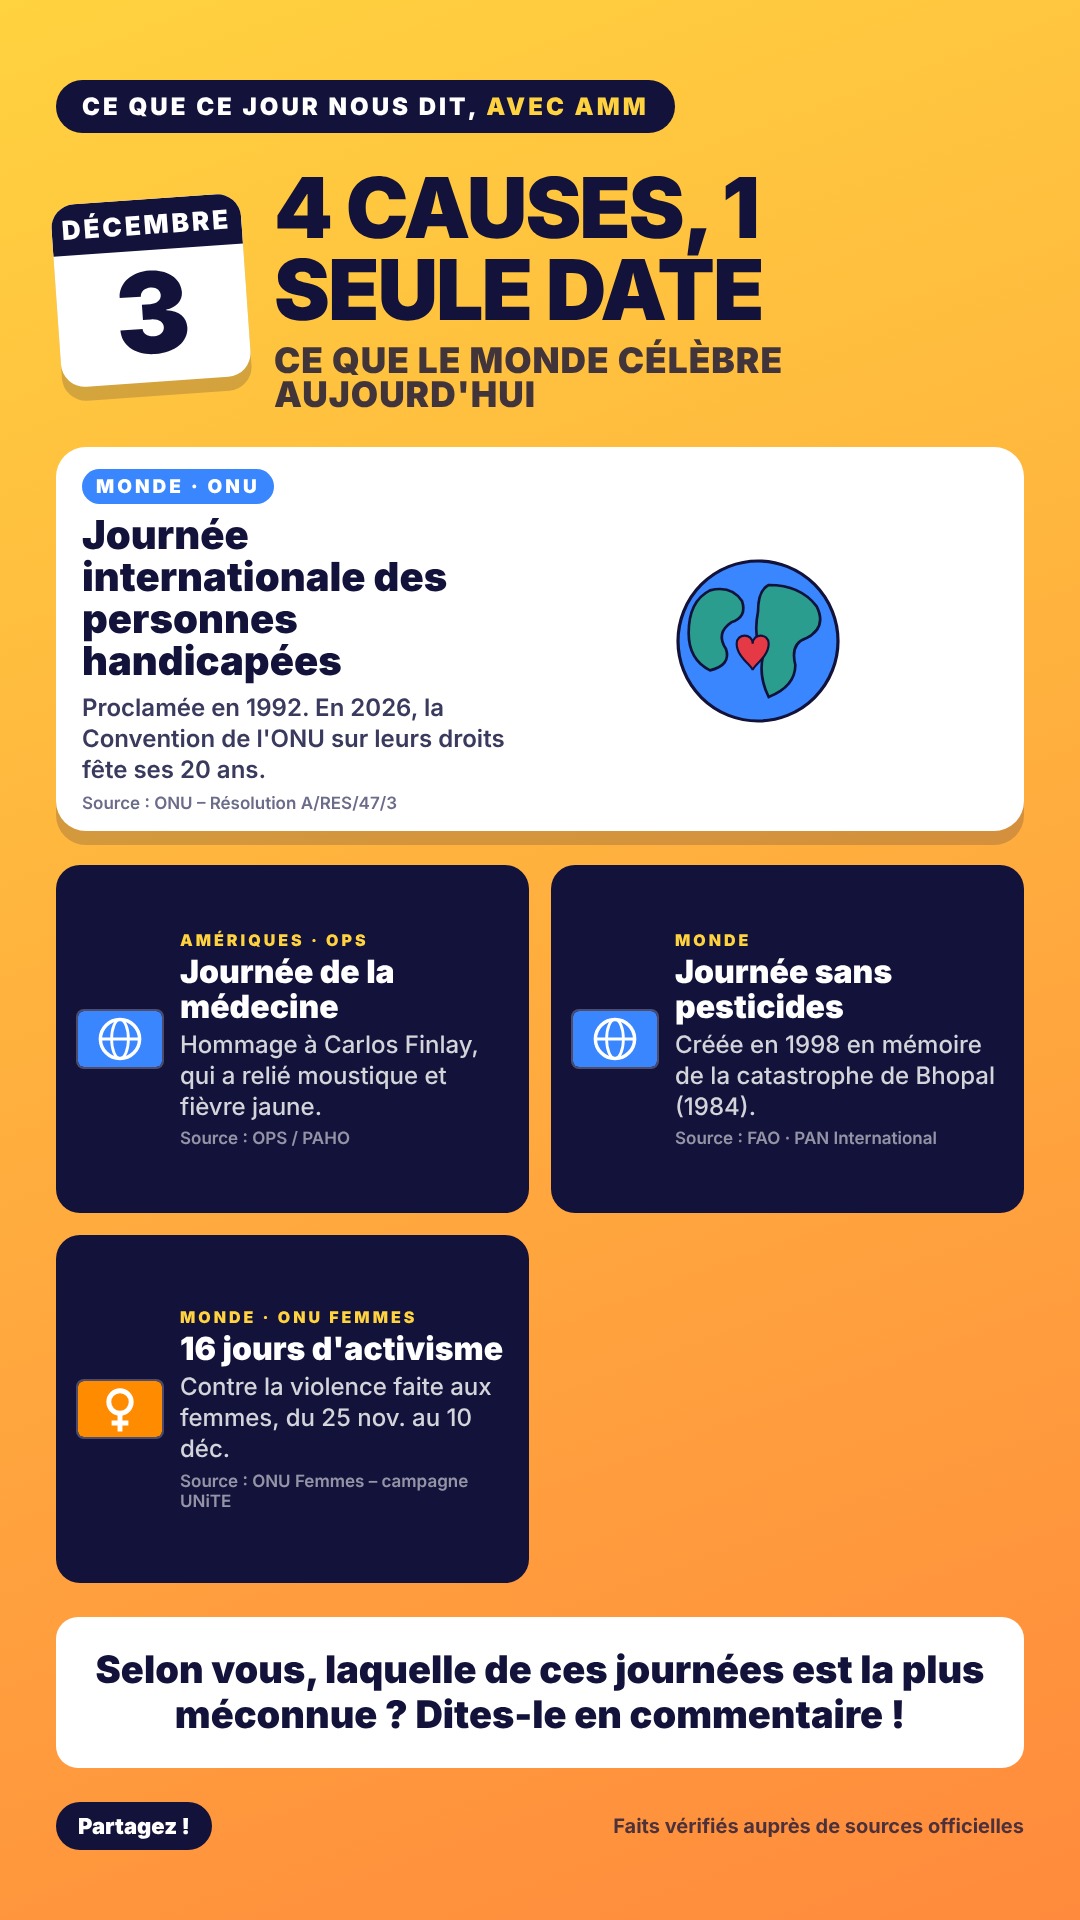 CE QUE CE JOUR NOUS DIT, AVEC AMM
DÉCEMBRE
3
4 CAUSES, 1
SEULE DATE
CE QUE LE MONDE CÉLÈBRE
AUJOURD'HUI
MONDE · ONU
Journée
internationale des
personnes
handicapées
Proclamée en 1992. En 2026, la
Convention de l'ONU sur leurs droits
fête ses 20 ans.
Source : ONU – Résolution A/RES/47/3
AMÉRIQUES · OPS
Journée de la
médecine
Hommage à Carlos Finlay,
qui a relié moustique et
fièvre jaune.
Source : OPS / PAHO
MONDE
Journée sans
pesticides
Créée en 1998 en mémoire
de la catastrophe de Bhopal
(1984).
Source : FAO · PAN International
MONDE · ONU FEMMES
16 jours d'activisme
Contre la violence faite aux
femmes, du 25 nov. au 10
déc.
Source : ONU Femmes – campagne
UNiTE
Selon vous, laquelle de ces journées est la plus
méconnue ? Dites-le en commentaire !
Partagez !
Faits vérifiés auprès de sources officielles